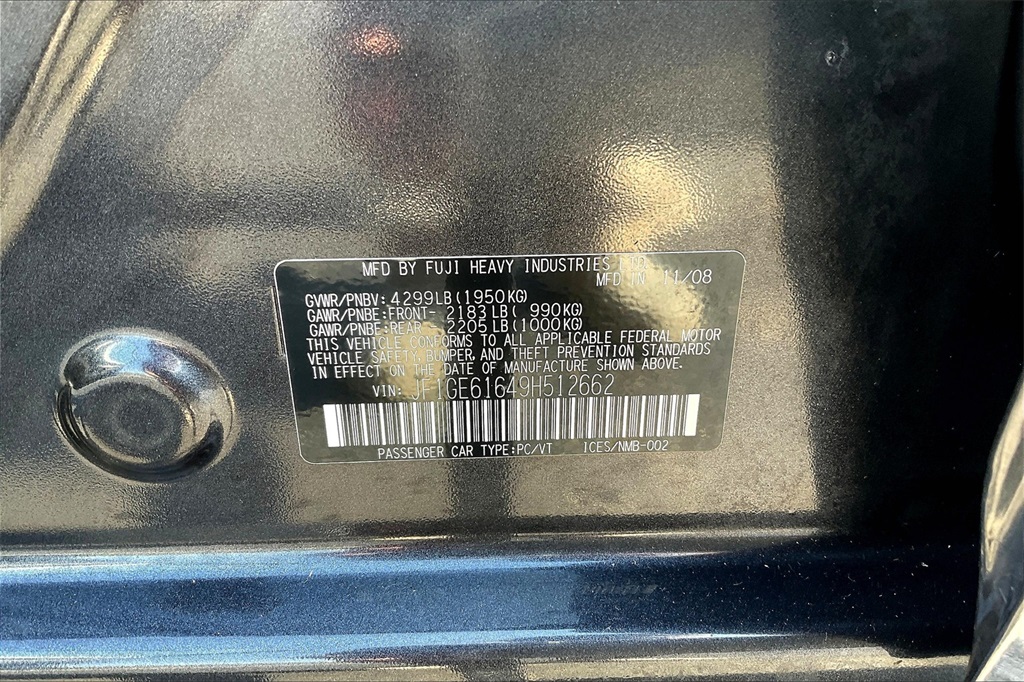 MFD BY FUJI HEAVY INDUSTRIES LTD.
MFD IN 11/08
GVWR/PNBV: 4299LB(1950KG)
GAWR/PNBE:FRONT- 2183LB( 990KG)
GAWR/PNBE:REAR - 2205LB(1000KG)
THIS VEHICLE CONFORMS TO ALL APPLICABLE FEDERAL MOTOR
VEHICLE SAFETY, BUMPER, AND THEFT PREVENTION STANDARDS
IN EFFECT ON THE DATE OF MANUFACTURE SHOWN ABOVE.
VIN: JF1GE61649H512662
PASSENGER CAR TYPE:PC/VT ICES/NMB-002